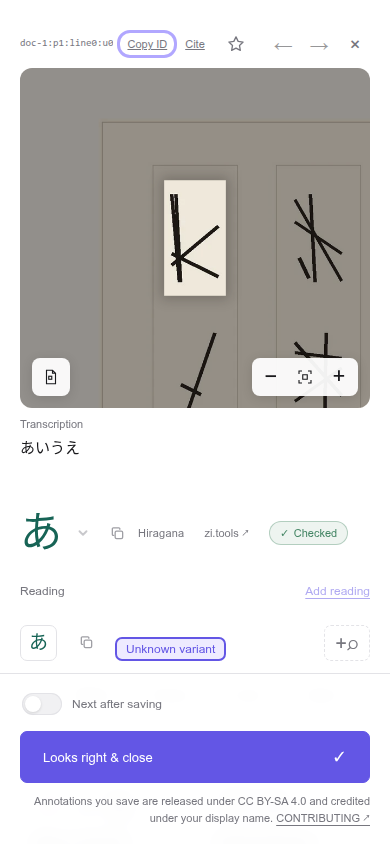 doc-1:p1:line0:u0 Copy ID Cite
Transcription
あいうえ
あ Hiragana zi.tools ↗ ✓ Checked
Reading Add reading
あ Unknown variant
Next after saving
Looks right & close ✓
Annotations you save are released under CC BY-SA 4.0 and credited
under your display name. CONTRIBUTING ↗